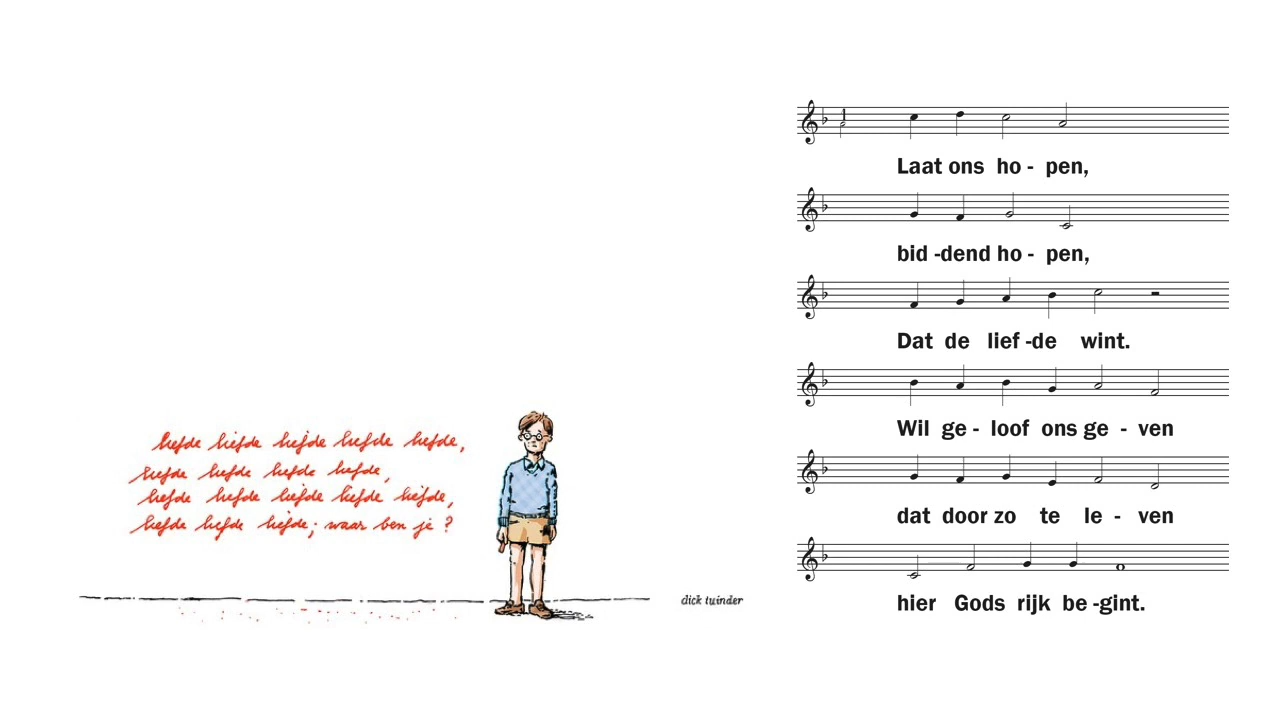 liefde liefde liefde liefde liefde,
liefde liefde liefde liefde,
liefde liefde liefde liefde liefde,
liefde liefde liefde; waar ben je?
dick tuinder
1
Laat ons ho - pen,
bid -dend ho - pen,
Dat de lief -de wint.
Wil ge - loof ons ge - ven
dat door zo te le - ven
hier Gods rijk be -gint.